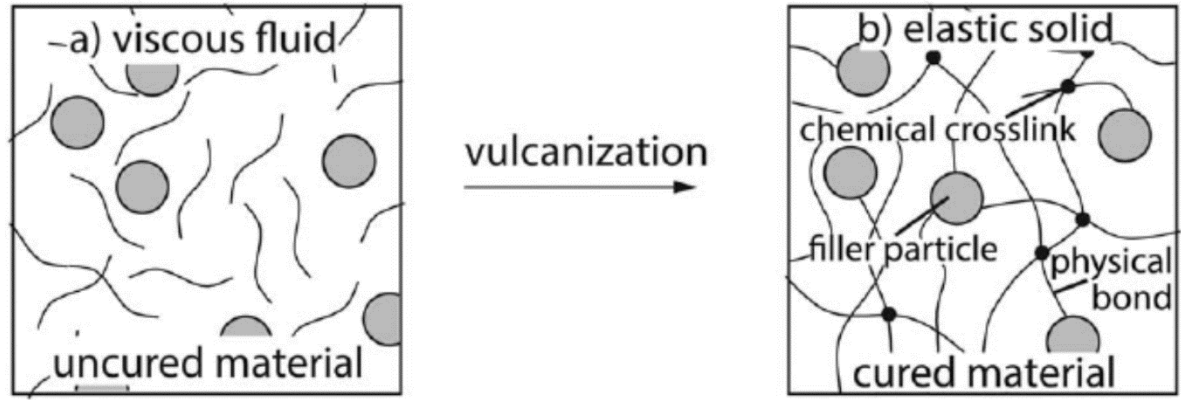 a) viscous fluid
uncured material
vulcanization
b) elastic solid
chemical crosslink
filler particle
physical
bond
cured material